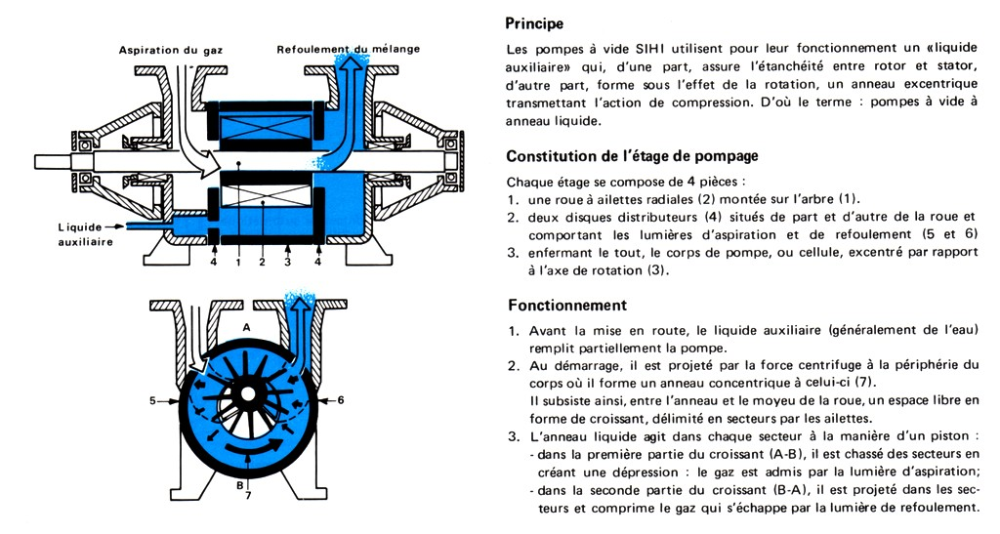 Aspiration du gaz
Refoulement du mélange
Liquide
auxiliaire
4
1
2
3
4
A
5
6
B
7
Principe
Les pompes à vide SIHI utilisent pour leur fonctionnement un «liquide
auxiliaire» qui, d'une part, assure l'étanchéité entre rotor et stator,
d'autre part, forme sous l'effet de la rotation, un anneau excentrique
transmettant l'action de compression. D'où le terme : pompes à vide à
anneau liquide.
Constitution de l'étage de pompage
Chaque étage se compose de 4 pièces :
1. une roue à ailettes radiales (2) montée sur l'arbre (1).
2. deux disques distributeurs (4) situés de part et d'autre de la roue et
comportant les lumières d'aspiration et de refoulement (5 et 6)
3. enfermant le tout, le corps de pompe, ou cellule, excentré par rapport
à l'axe de rotation (3).
Fonctionnement
1. Avant la mise en route, le liquide auxiliaire (généralement de l'eau)
remplit partiellement la pompe.
2. Au démarrage, il est projeté par la force centrifuge à la périphérie du
corps où il forme un anneau concentrique à celui-ci (7).
Il subsiste ainsi, entre l'anneau et le moyeu de la roue, un espace libre en
forme de croissant, délimité en secteurs par les ailettes.
3. L'anneau liquide agit dans chaque secteur à la manière d'un piston :
- dans la première partie du croissant (A-B), il est chassé des secteurs en
créant une dépression : le gaz est admis par la lumière d'aspiration;
- dans la seconde partie du croissant (B-A), il est projeté dans les sec-
teurs et comprime le gaz qui s'échappe par la lumière de refoulement.